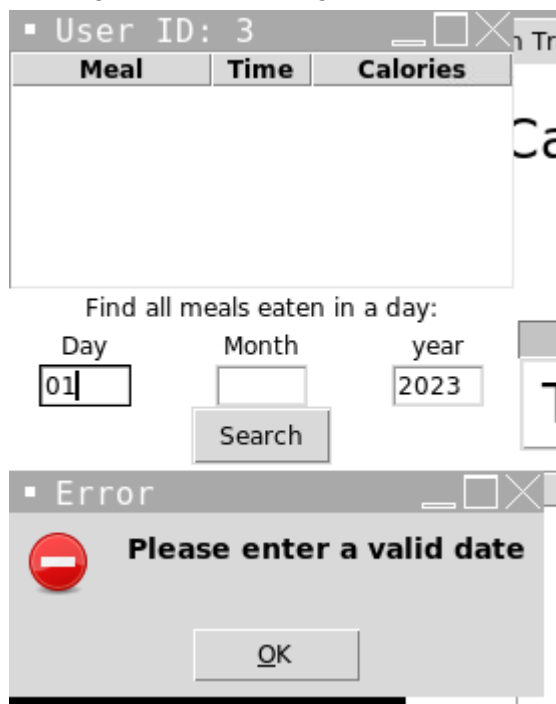 User ID: 3
Meal Time Calories
Find all meals eaten in a day:
Day Month year
01 2023
Search
Error
Please enter a valid date
OK